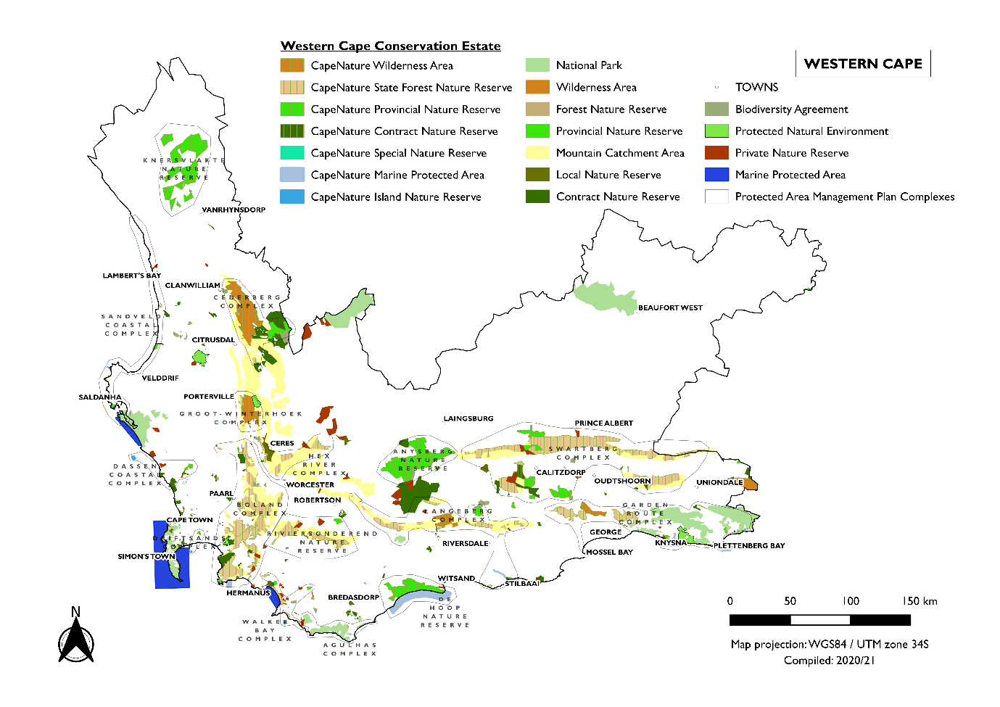 Western Cape Conservation Estate
CapeNature Wilderness Area
CapeNature State Forest Nature Reserve
CapeNature Provincial Nature Reserve
CapeNature Contract Nature Reserve
CapeNature Special Nature Reserve
CapeNature Marine Protected Area
CapeNature Island Nature Reserve
National Park
Wilderness Area
Forest Nature Reserve
Provincial Nature Reserve
Mountain Catchment Area
Local Nature Reserve
Contract Nature Reserve
WESTERN CAPE
TOWNS
Biodiversity Agreement
Protected Natural Environment
Private Nature Reserve
Marine Protected Area
Protected Area Management Plan Complexes
KNERSVLAKTE
NATURE
RESERVE
VANRHYNSDORP
LAMBERT'S BAY
CLANWILLIAM
CEDERBERG
COMPLEX
SANDVELD
COASTAL
COMPLEX
CITRUSDAL
BEAUFORT WEST
VELDDRIF
SALDANHA
PORTERVILLE
GROOT-WINTERHOEK
COMPLEX
LAINGSBURG
PRINCE ALBERT
CERES
HEX
RIVER
COMPLEX
ANYSBERG
NATURE
RESERVE
SWARTBERG
COMPLEX
DASSEN
COASTAL
COMPLEX
CALITZDORP
OUDTSHOORN
UNIONDALE
WORCESTER
PAARL
ROBERTSON
BOLAND
COMPLEX
LANGEBERG
COMPLEX
GARDEN
ROUTE
COMPLEX
CAPE TOWN
DRIFTSANDS
COMPLEX
RIVIERSONDEREND
NATURE
RESERVE
RIVERSDALE
GEORGE
KNYSNA
PLETTENBERG BAY
MOSSEL BAY
SIMON'S TOWN
WITSAND
STILBAAI
HERMANUS
BREDASDORP
DE
HOOP
NATURE
RESERVE
WALKER
BAY
COMPLEX
AGULHAS
COMPLEX
N
0 50 100 150 km
Map projection: WGS84 / UTM zone 34S
Compiled: 2020/21